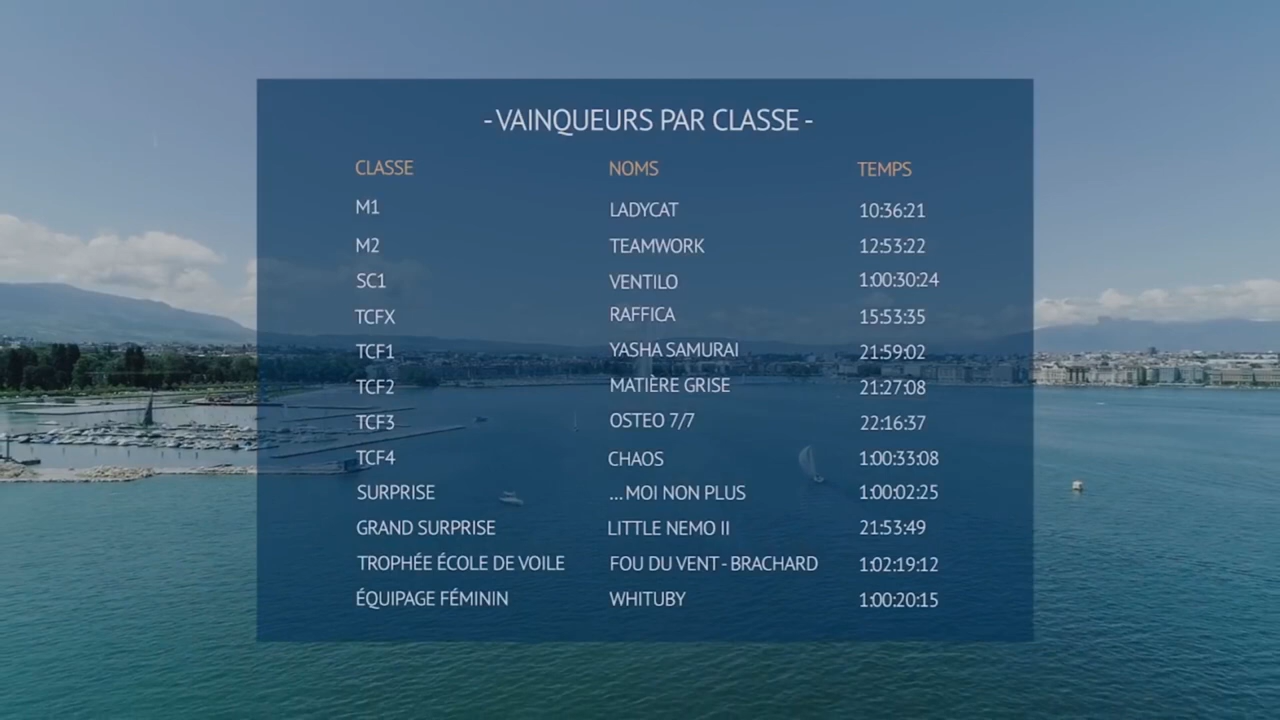 - VAINQUEURS PAR CLASSE -
CLASSE NOMS TEMPS
M1 LADYCAT 10:36:21
M2 TEAMWORK 12:53:22
SC1 VENTILO 1:00:30:24
TCFX RAFFICA 15:53:35
TCF1 YASHA SAMURAI 21:59:02
TCF2 MATIÈRE GRISE 21:27:08
TCF3 OSTEO 7/7 22:16:37
TCF4 CHAOS 1:00:33:08
SURPRISE ...MOI NON PLUS 1:00:02:25
GRAND SURPRISE LITTLE NEMO II 21:53:49
TROPHÉE ÉCOLE DE VOILE FOU DU VENT - BRACHARD 1:02:19:12
ÉQUIPAGE FÉMININ WHITUBY 1:00:20:15